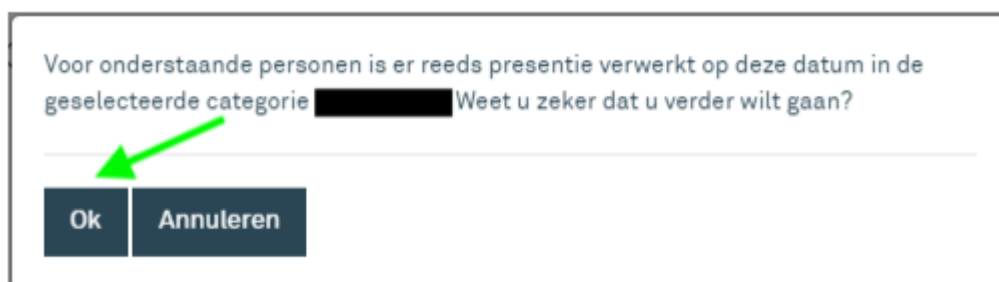 Voor onderstaande personen is er reeds presentie verwerkt op deze datum in de
geselecteerde categorie Weet u zeker dat u verder wilt gaan?
Ok Annuleren